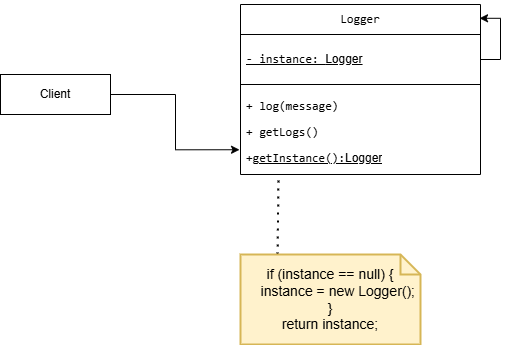 Logger
- instance: Logger
Client
+ log(message)
+ getLogs()
+getInstance():Logger
if (instance == null) {
instance = new Logger();
}
return instance;